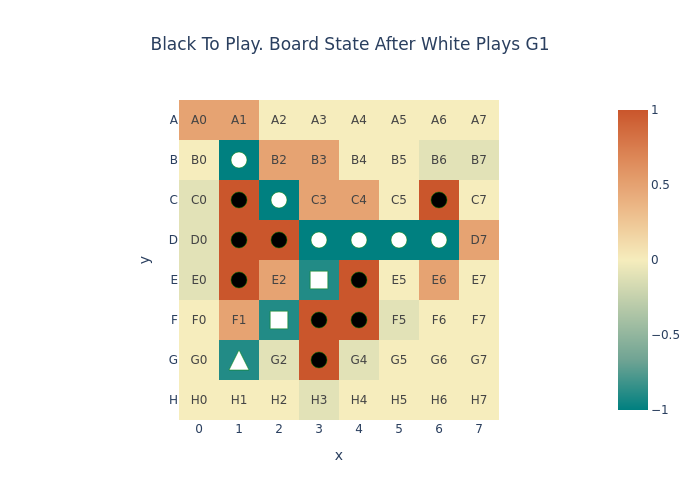 Black To Play. Board State After White Plays G1
A A0 A1 A2 A3 A4 A5 A6 A7
B B0 B2 B3 B4 B5 B6 B7
C C0 C3 C4 C5 C7
D D0 D7
E E0 E2 E5 E6 E7
F F0 F1 F5 F6 F7
G G0 G2 G4 G5 G6 G7
H H0 H1 H2 H3 H4 H5 H6 H7
0 1 2 3 4 5 6 7
x
y
1
0.5
0
−0.5
−1